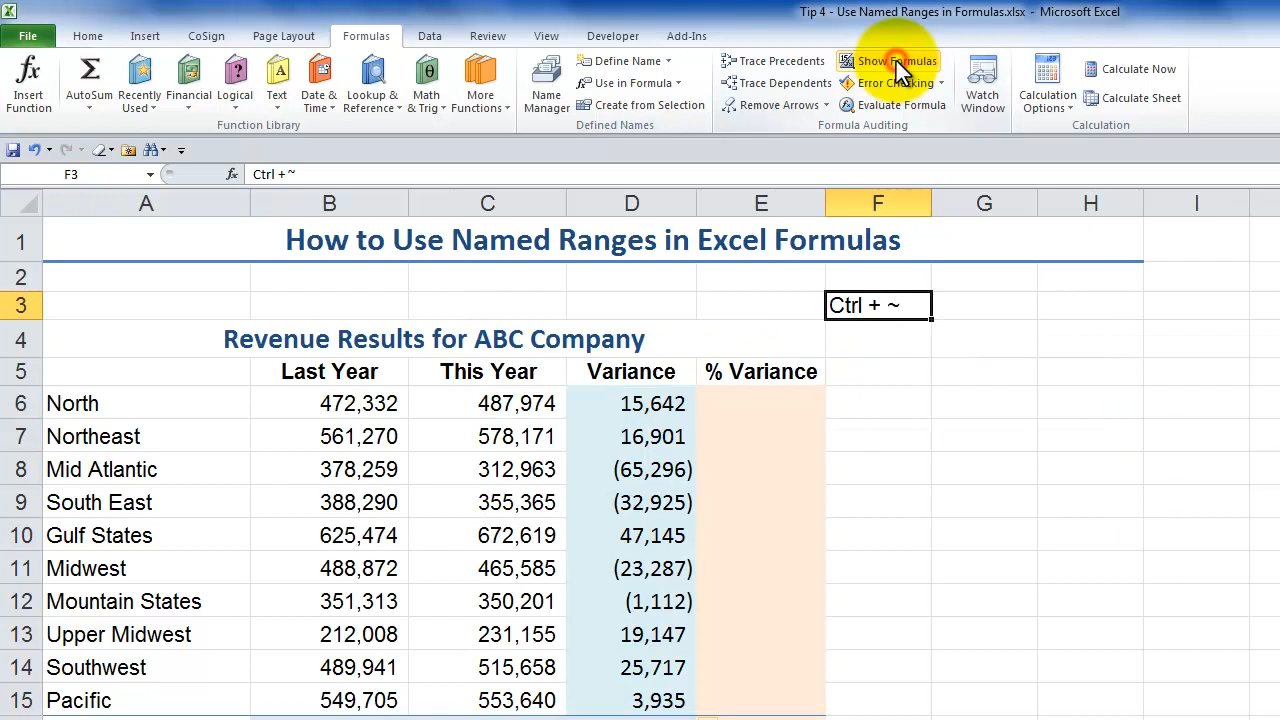 Tip 4 - Use Named Ranges in Formulas.xlsx - Microsoft Excel
File Home Insert CoSign Page Layout Formulas Data Review View Developer Add-Ins
Insert Function
AutoSum
Recently Used
Financial
Logical
Text
Date & Time
Lookup & Reference
Math & Trig
More Functions
Function Library
Name Manager
Define Name
Use in Formula
Create from Selection
Defined Names
Trace Precedents
Trace Dependents
Remove Arrows
Show Formulas
Error Checking
Evaluate Formula
Formula Auditing
Watch Window
Calculation Options
Calculate Now
Calculate Sheet
Calculation
F3 fx Ctrl + ~
A B C D E F G H I
1 How to Use Named Ranges in Excel Formulas
2
3 Ctrl + ~
4 Revenue Results for ABC Company
5 Last Year This Year Variance % Variance
6 North 472,332 487,974 15,642
7 Northeast 561,270 578,171 16,901
8 Mid Atlantic 378,259 312,963 (65,296)
9 South East 388,290 355,365 (32,925)
10 Gulf States 625,474 672,619 47,145
11 Midwest 488,872 465,585 (23,287)
12 Mountain States 351,313 350,201 (1,112)
13 Upper Midwest 212,008 231,155 19,147
14 Southwest 489,941 515,658 25,717
15 Pacific 549,705 553,640 3,935